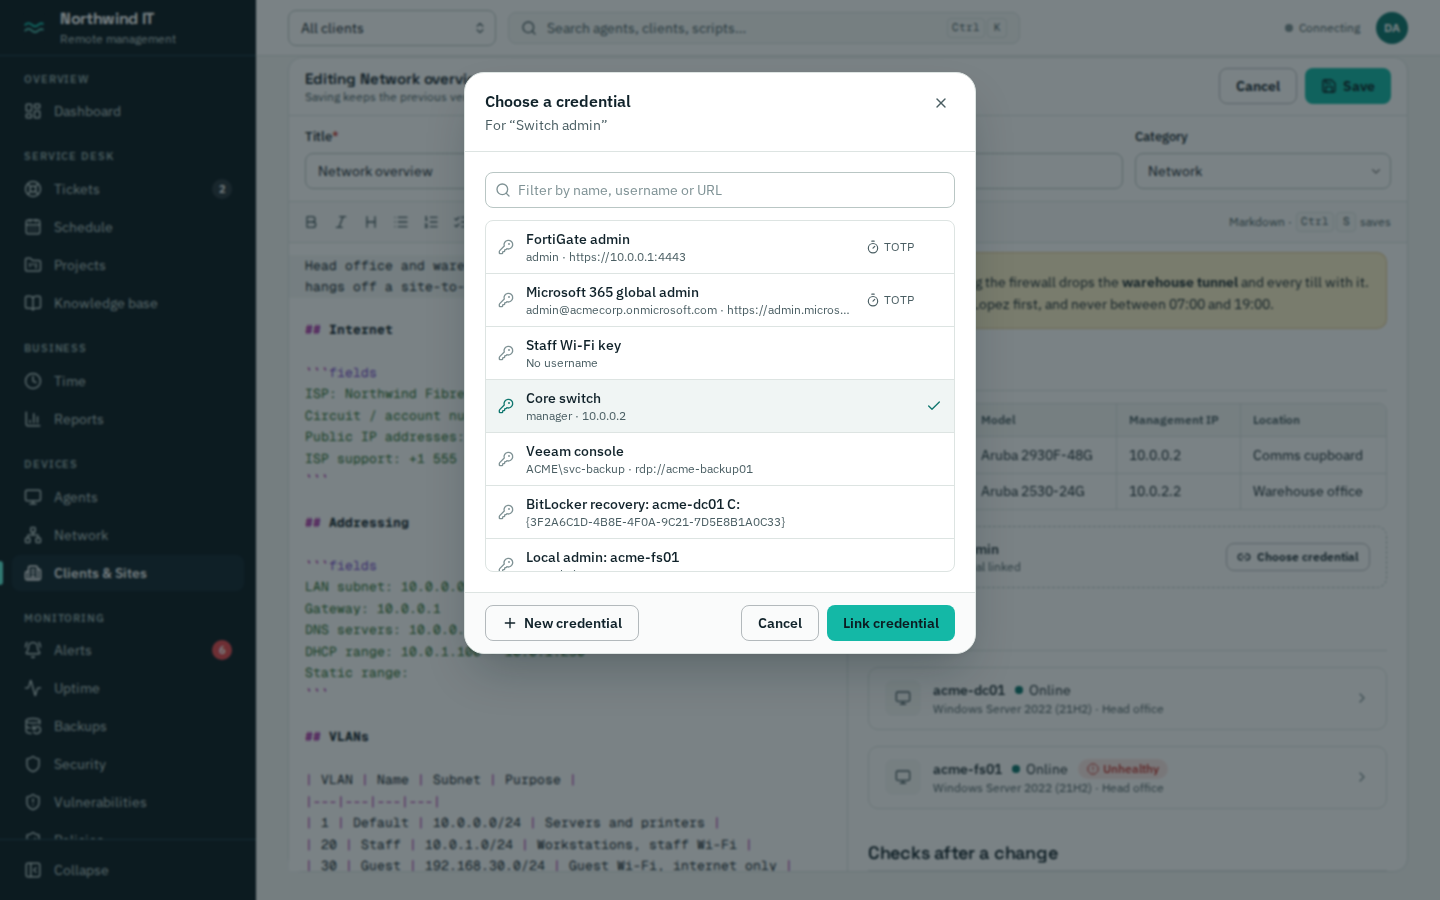 Northwind IT
Remote management
All clients
Search agents, clients, scripts...
Ctrl K
Connecting
DA
OVERVIEW
Dashboard
SERVICE DESK
Tickets 2
Schedule
Projects
Knowledge base
BUSINESS
Time
Reports
DEVICES
Agents
Network
Clients & Sites
MONITORING
Alerts 6
Uptime
Backups
Security
Vulnerabilities
Collapse
Editing Network
Saving keeps the previous
Cancel
Save
Title*
Network overview
Category
Network
B I H
Markdown · Ctrl S saves
Head office and
hangs off a site-to-
## Internet
```fields
ISP: Northwind
Circuit / account
Public IP addresses:
ISP support: +1 555
```
## Addressing
```fields
LAN subnet: 10.0.0.
Gateway: 10.0.0.1
DNS servers: 10.0.0.
DHCP range:
Static range:
```
## VLANs
| VLAN | Name | Subnet | Purpose |
|---|---|---|---|
| 1 | Default | 10.0.0.0/24 | Servers and printers |
| 20 | Staff | 10.0.1.0/24 | Workstations, staff Wi-Fi |
| 30 | Guest | 192.168.30.0/24 | Guest Wi-Fi, internet only |
the firewall drops the warehouse tunnel and every till with it.
first, and never between 07:00 and 19:00.
Model Management IP Location
Aruba 2930F-48G 10.0.0.2 Comms cupboard
Aruba 2530-24G 10.0.2.2 Warehouse office
linked
Choose credential
acme-dc01 Online
Windows Server 2022 (21H2) · Head office
acme-fs01 Online Unhealthy
Windows Server 2022 (21H2) · Head office
Checks after a change
Choose a credential
For “Switch admin”
Filter by name, username or URL
FortiGate admin
admin · https://10.0.0.1:4443
TOTP
Microsoft 365 global admin
admin@acmecorp.onmicrosoft.com · https://admin.micros...
TOTP
Staff Wi-Fi key
No username
Core switch
manager · 10.0.0.2
Veeam console
ACME\svc-backup · rdp://acme-backup01
BitLocker recovery: acme-dc01 C:
{3F2A6C1D-4B8E-4F0A-9C21-7D5E8B1A0C33}
Local admin: acme-fs01
New credential
Cancel
Link credential